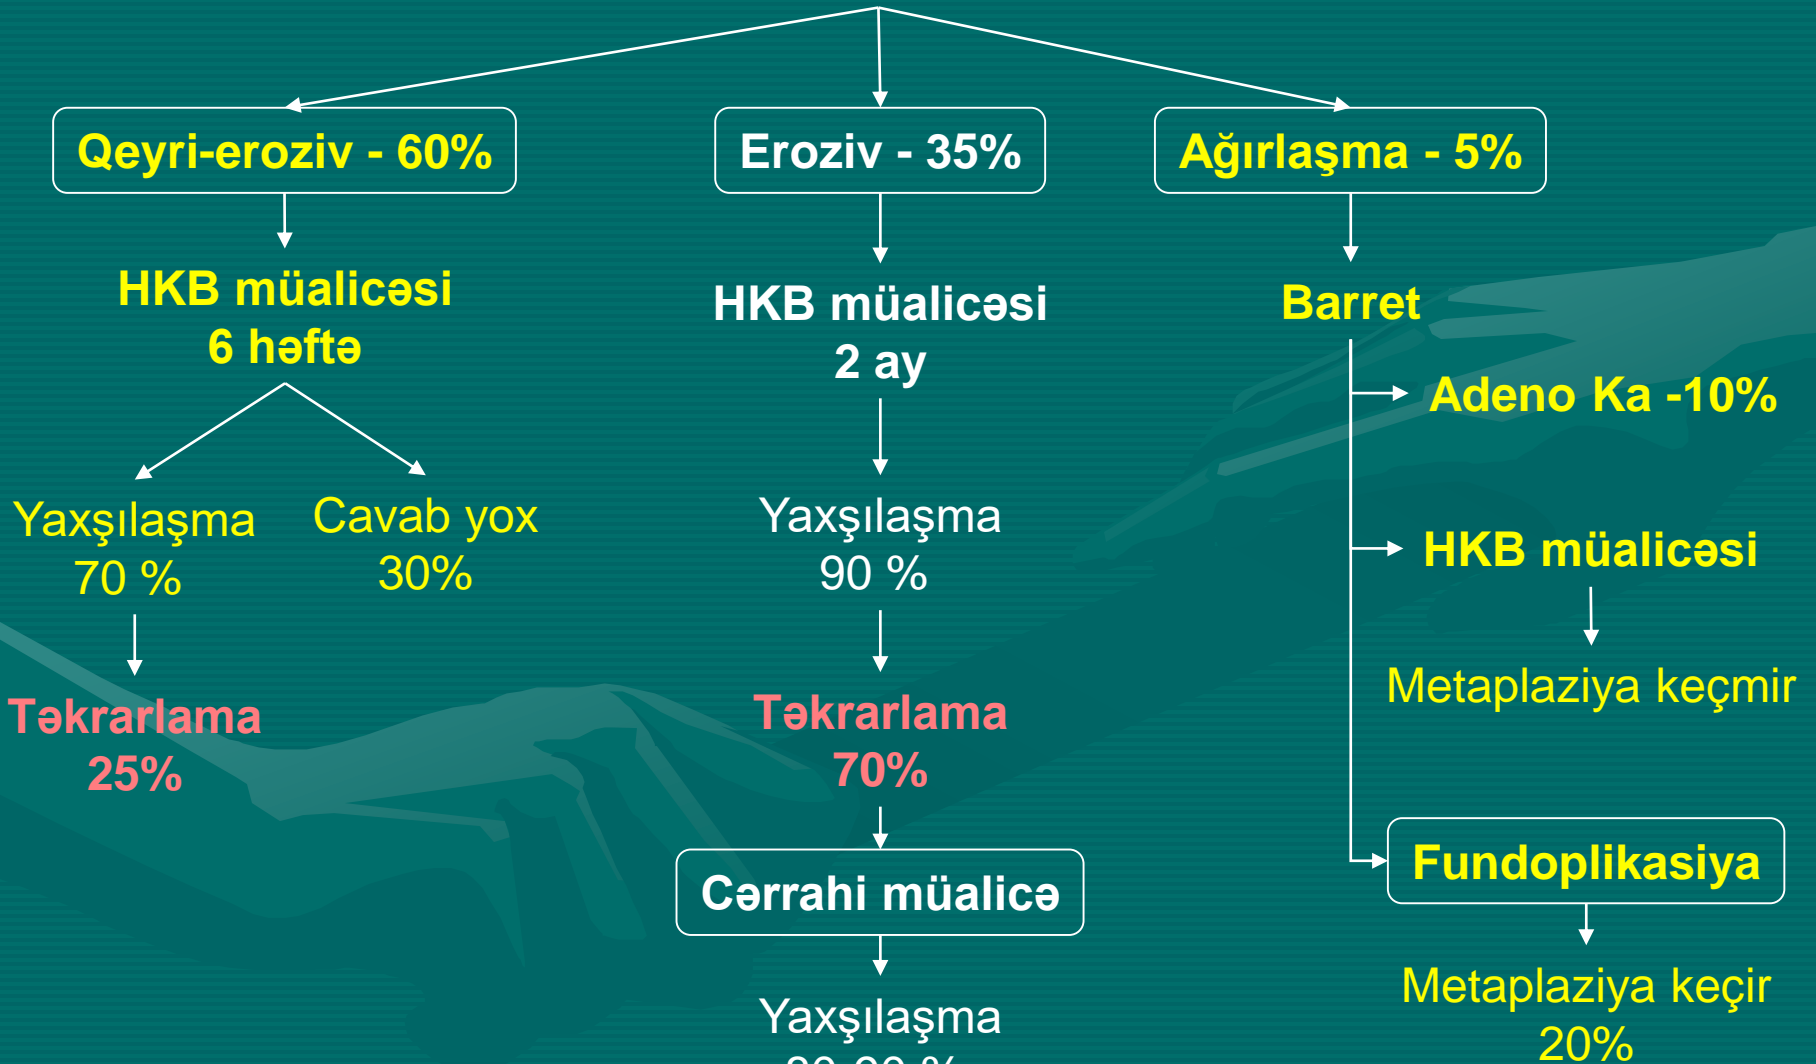 Qeyri-eroziv - 60%
Eroziv - 35%
Ağırlaşma - 5%
HKB müalicəsi
6 həftə
HKB müalicəsi
2 ay
Barret
Adeno Ka -10%
Yaxşılaşma
70 %
Cavab yox
30%
Yaxşılaşma
90 %
HKB müalicəsi
Metaplaziya keçmir
Təkrarlama
25%
Təkrarlama
70%
Cərrahi müalicə
Fundoplikasiya
Yaxşılaşma
Metaplaziya keçir
20%